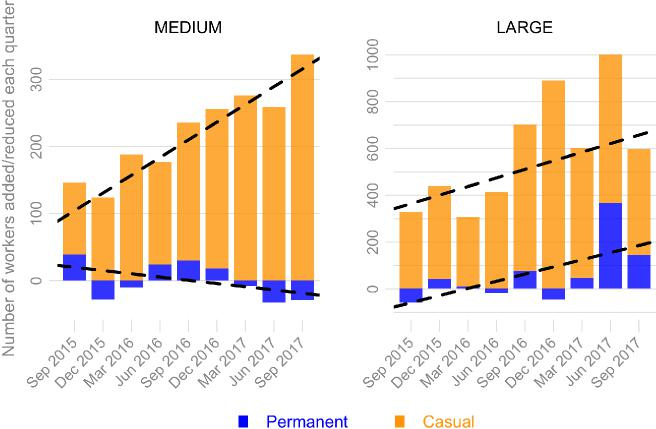 MEDIUM
LARGE
Number of workers added/reduced each quarter
300
200
100
0
1000
800
600
400
200
0
Sep 2015
Dec 2015
Mar 2016
Jun 2016
Sep 2016
Dec 2016
Mar 2017
Jun 2017
Sep 2017
Sep 2015
Dec 2015
Mar 2016
Jun 2016
Sep 2016
Dec 2016
Mar 2017
Jun 2017
Sep 2017
Permanent
Casual